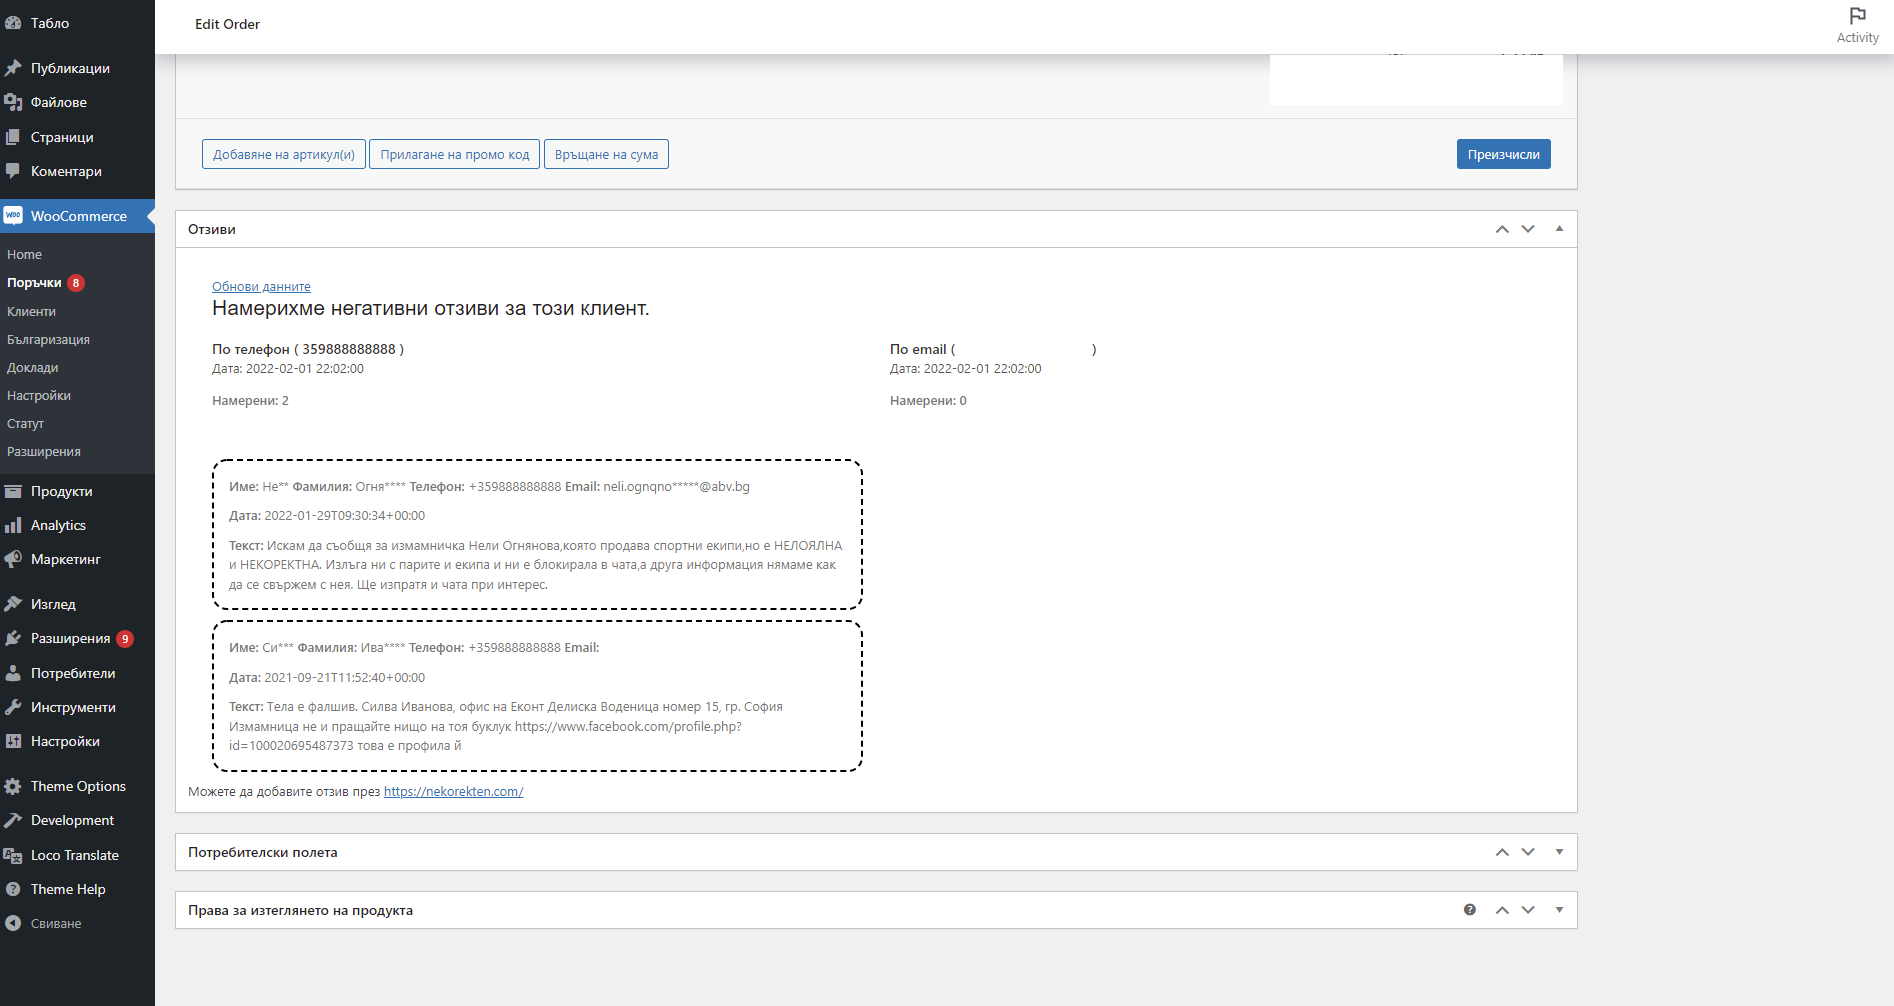 Табло
Публикации
Файлове
Страници
Коментари
WooCommerce
Home
Поръчки 8
Клиенти
Българизация
Доклади
Настройки
Статут
Разширения
Продукти
Analytics
Маркетинг
Изглед
Разширения 9
Потребители
Инструменти
Настройки
Theme Options
Development
Loco Translate
Theme Help
Свиване
Edit Order
Activity
Добавяне на артикул(и) Прилагане на промо код Връщане на сума Преизчисли
Отзиви
Обнови данните
Намерихме негативни отзиви за този клиент.
По телефон ( 359888888888 )
Дата: 2022-02-01 22:02:00
Намерени: 2
По email ( )
Дата: 2022-02-01 22:02:00
Намерени: 0
Име: Не** Фамилия: Огня**** Телефон: +359888888888 Email: neli.ognqno*****@abv.bg
Дата: 2022-01-29T09:30:34+00:00
Текст: Искам да съобщя за измамничка Нели Огнянова,която продава спортни екипи,но е НЕЛОЯЛНА
и НЕКОРЕКТНА. Излъга ни с парите и екипа и ни е блокирала в чата,а друга информация нямаме как
да се свържем с нея. Ще изпратя и чата при интерес.
Име: Си*** Фамилия: Ива**** Телефон: +359888888888 Email:
Дата: 2021-09-21T11:52:40+00:00
Текст: Тела е фалшив. Силва Иванова, офис на Еконт Делиска Воденица номер 15, гр. София
Измамница не и пращайте нищо на тоя буклук https://www.facebook.com/profile.php?
id=100020695487373 това е профила й
Можете да добавите отзив през https://nekorekten.com/
Потребителски полета
Права за изтеглянето на продукта